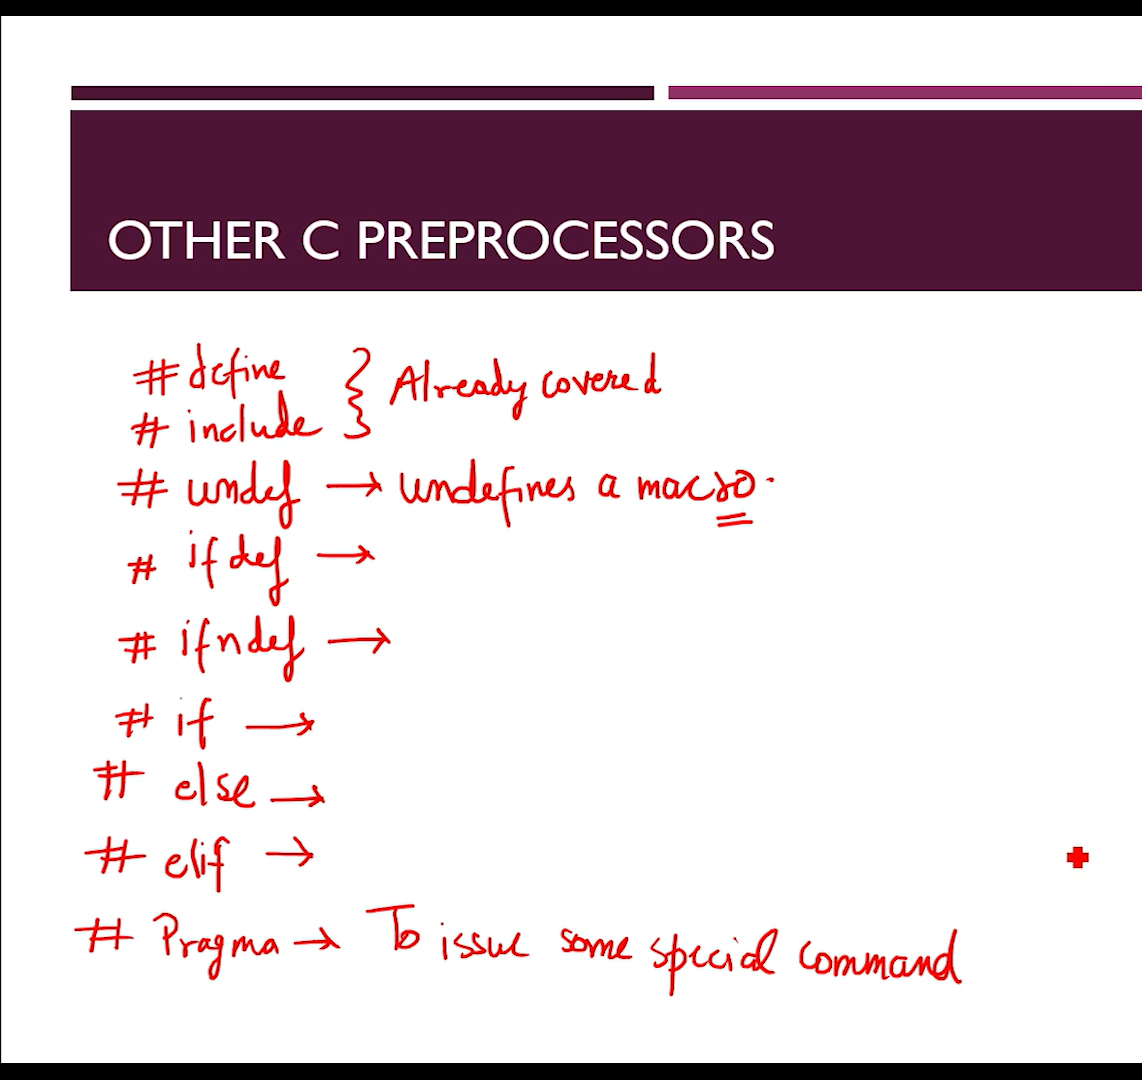 OTHER C PREPROCESSORS
# define } Already covered
# include
# undef → undefines a macro.
# ifdef →
# ifndef →
# if →
# else →
# elif →
# Pragma → To issue some special command